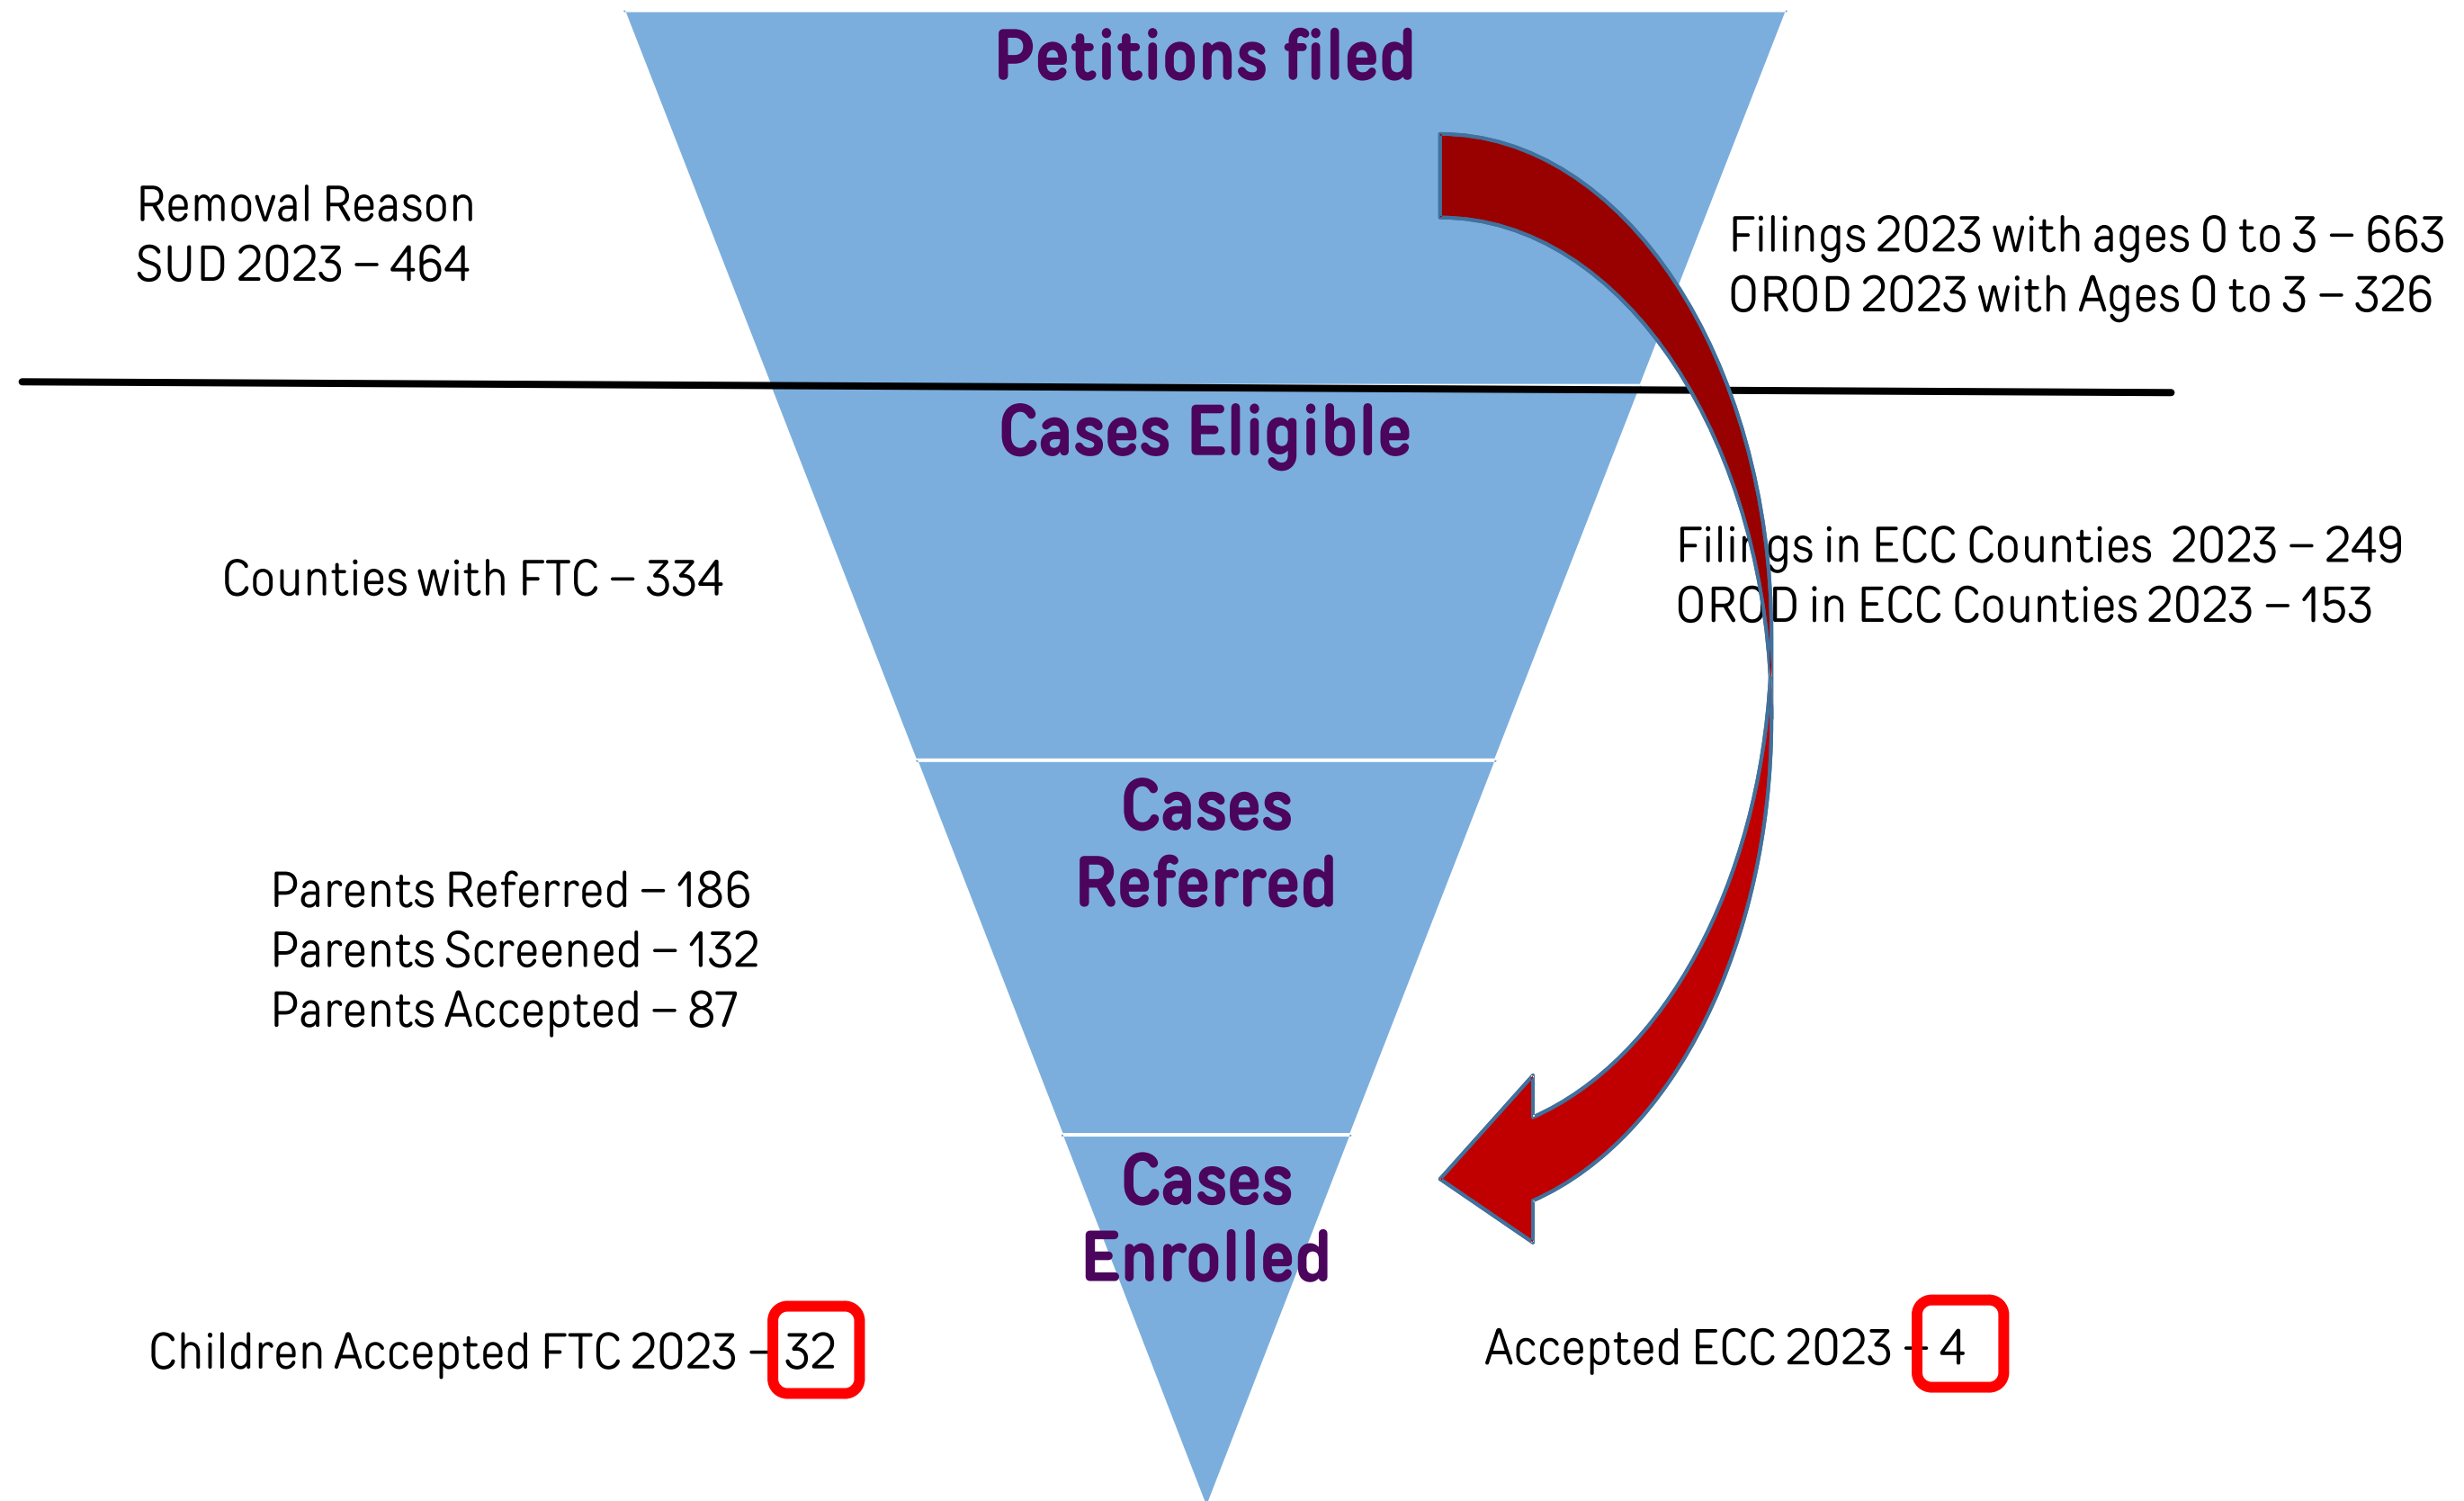 Petitions filed
Removal Reason
SUD 2023 – 464
Filings 2023 with ages 0 to 3 – 663
OROD 2023 with Ages 0 to 3 – 326
Cases Eligible
Counties with FTC – 334
Filings in ECC Counties 2023 – 249
OROD in ECC Counties 2023 – 153
Cases
Referred
Parents Referred – 186
Parents Screened – 132
Parents Accepted – 87
Cases
Enrolled
Children Accepted FTC 2023 – 32
Accepted ECC 2023 - 4